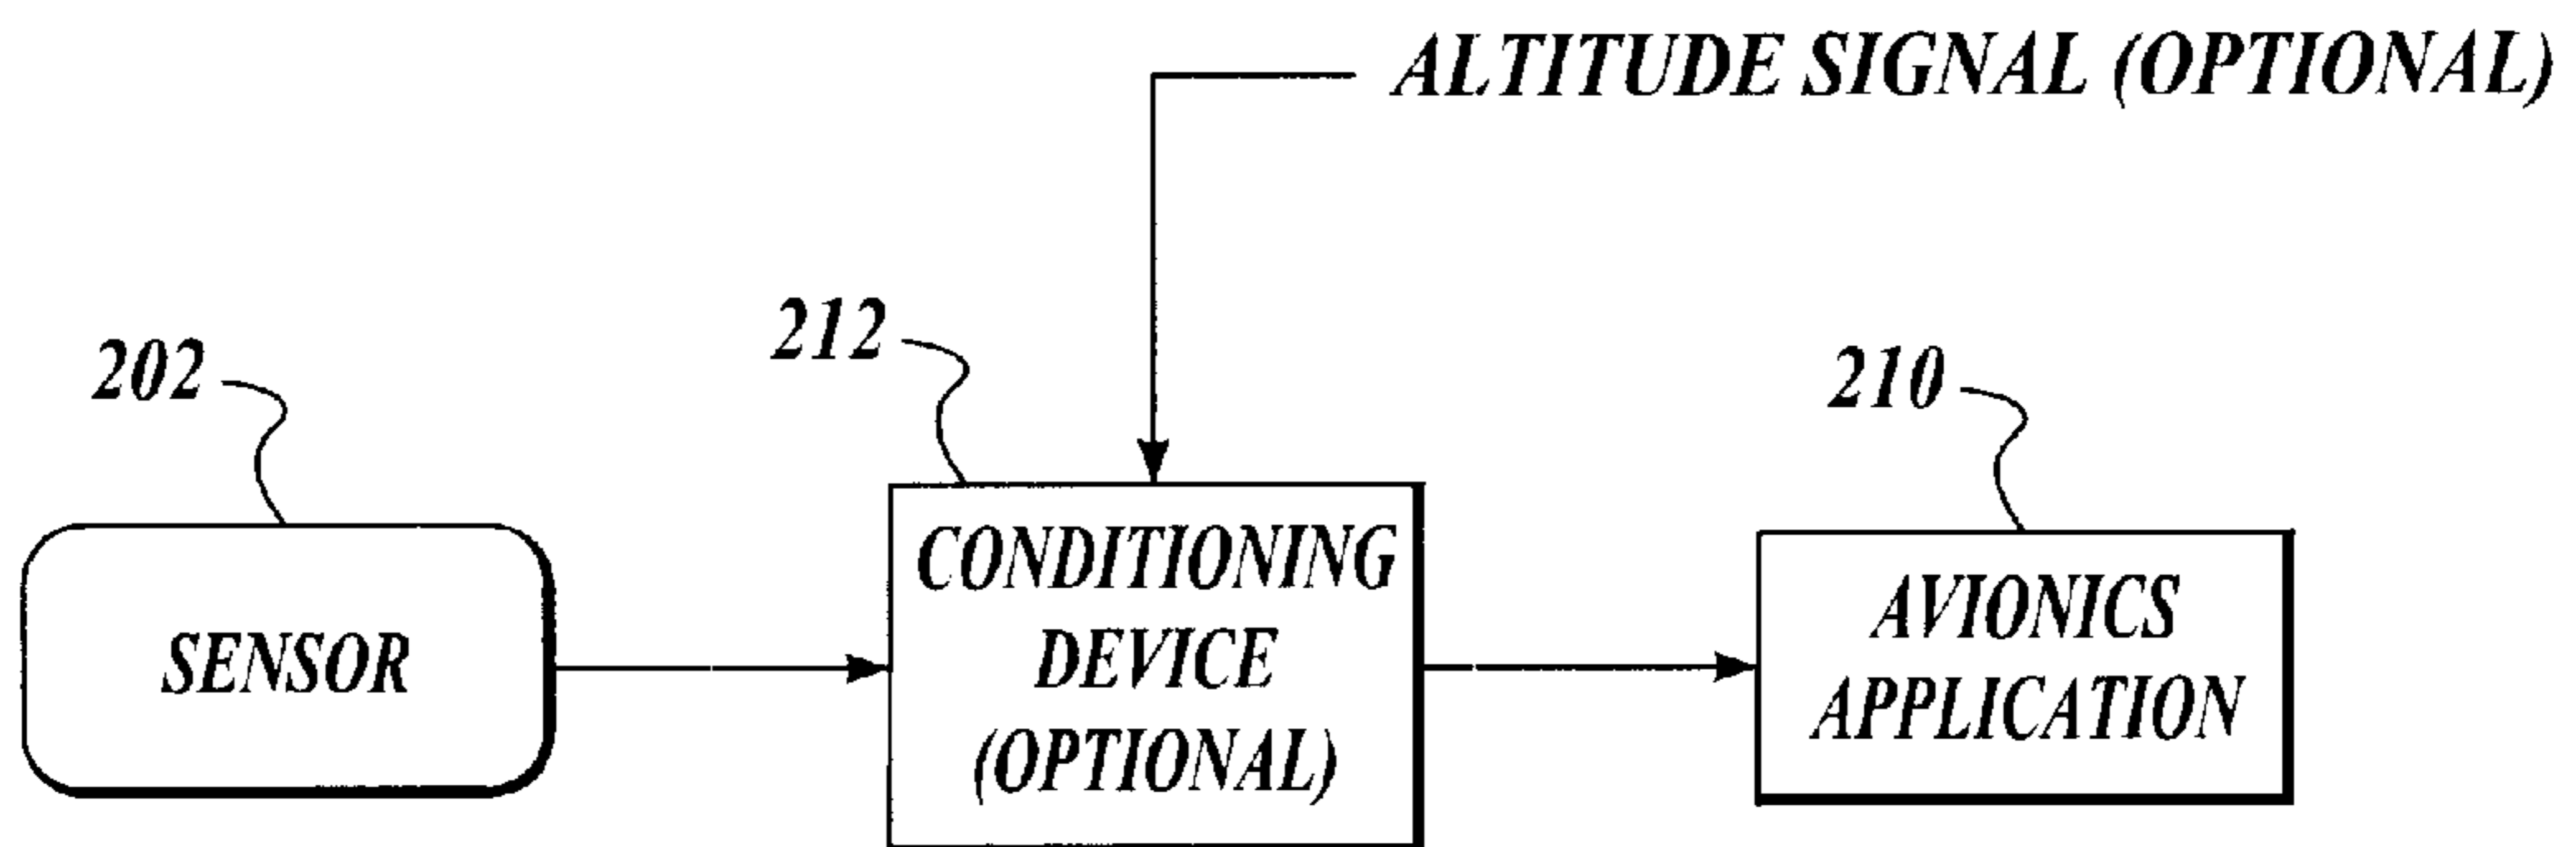 ALTITUDE SIGNAL (OPTIONAL)
212
202
210
CONDITIONING
DEVICE
(OPTIONAL)
SENSOR
AVIONICS
APPLICATION